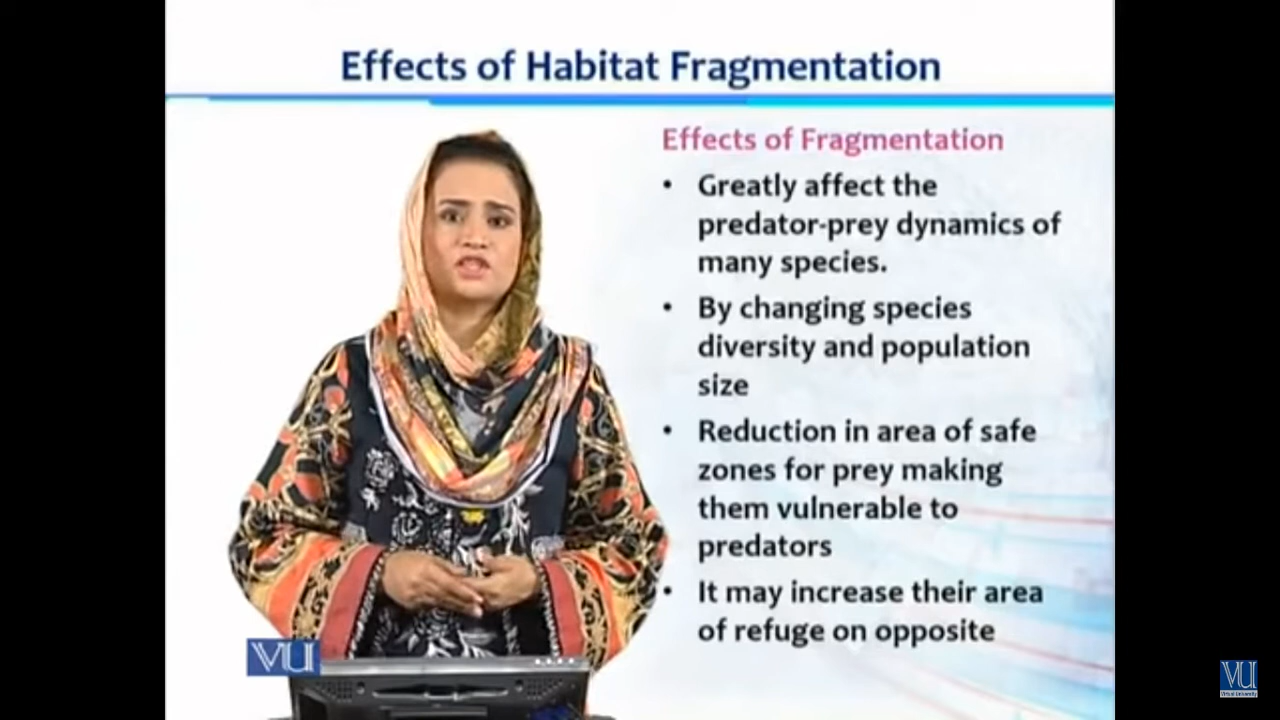 Effects of Habitat Fragmentation
Effects of Fragmentation
• Greatly affect the
predator-prey dynamics of
many species.
• By changing species
diversity and population
size
• Reduction in area of safe
zones for prey making
them vulnerable to
predators
• It may increase their area
of refuge on opposite
VU
VU
Virtual University